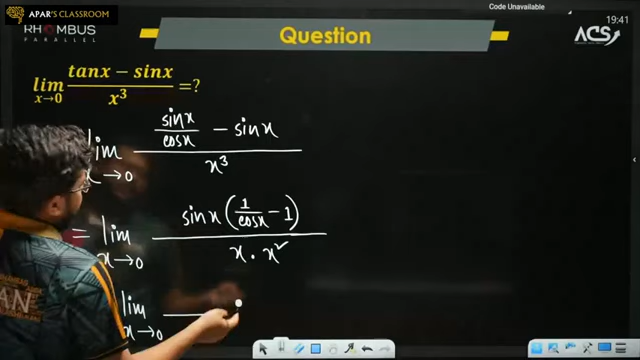 APAR'S CLASSROOM
Code Unavailable
RHOMBUS
PARALLEL
Question
19:41
ACS
lim x→0 (tanx − sinx) / x³ =?
lim x→0 (sinx/cosx − sinx) / x³
= lim x→0 sinx (1/cosx − 1) / (x · x²)
lim x→0